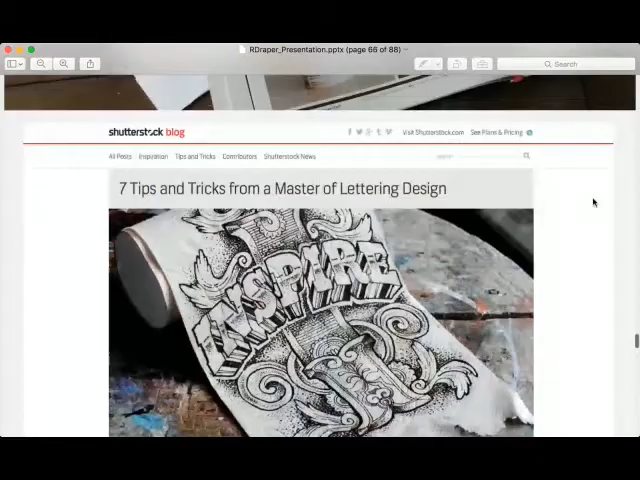 RDraper_Presentation.pptx (page 66 of 88)
Search
shutterstock blog
Visit Shutterstock.com See Plans & Pricing
All Posts Inspiration Tips and Tricks Contributors Shutterstock News
search
7 Tips and Tricks from a Master of Lettering Design
INSPIRE